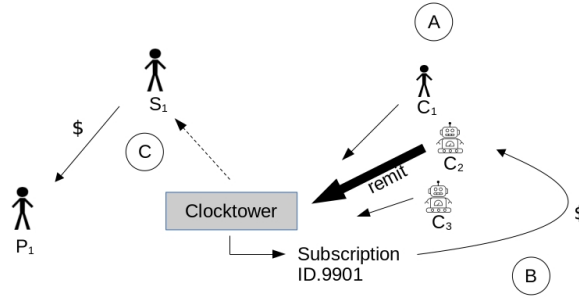 A
S₁
C₁
$
C
C₂
remit
Clocktower
P₁
C₃
Subscription
ID.9901
$
B